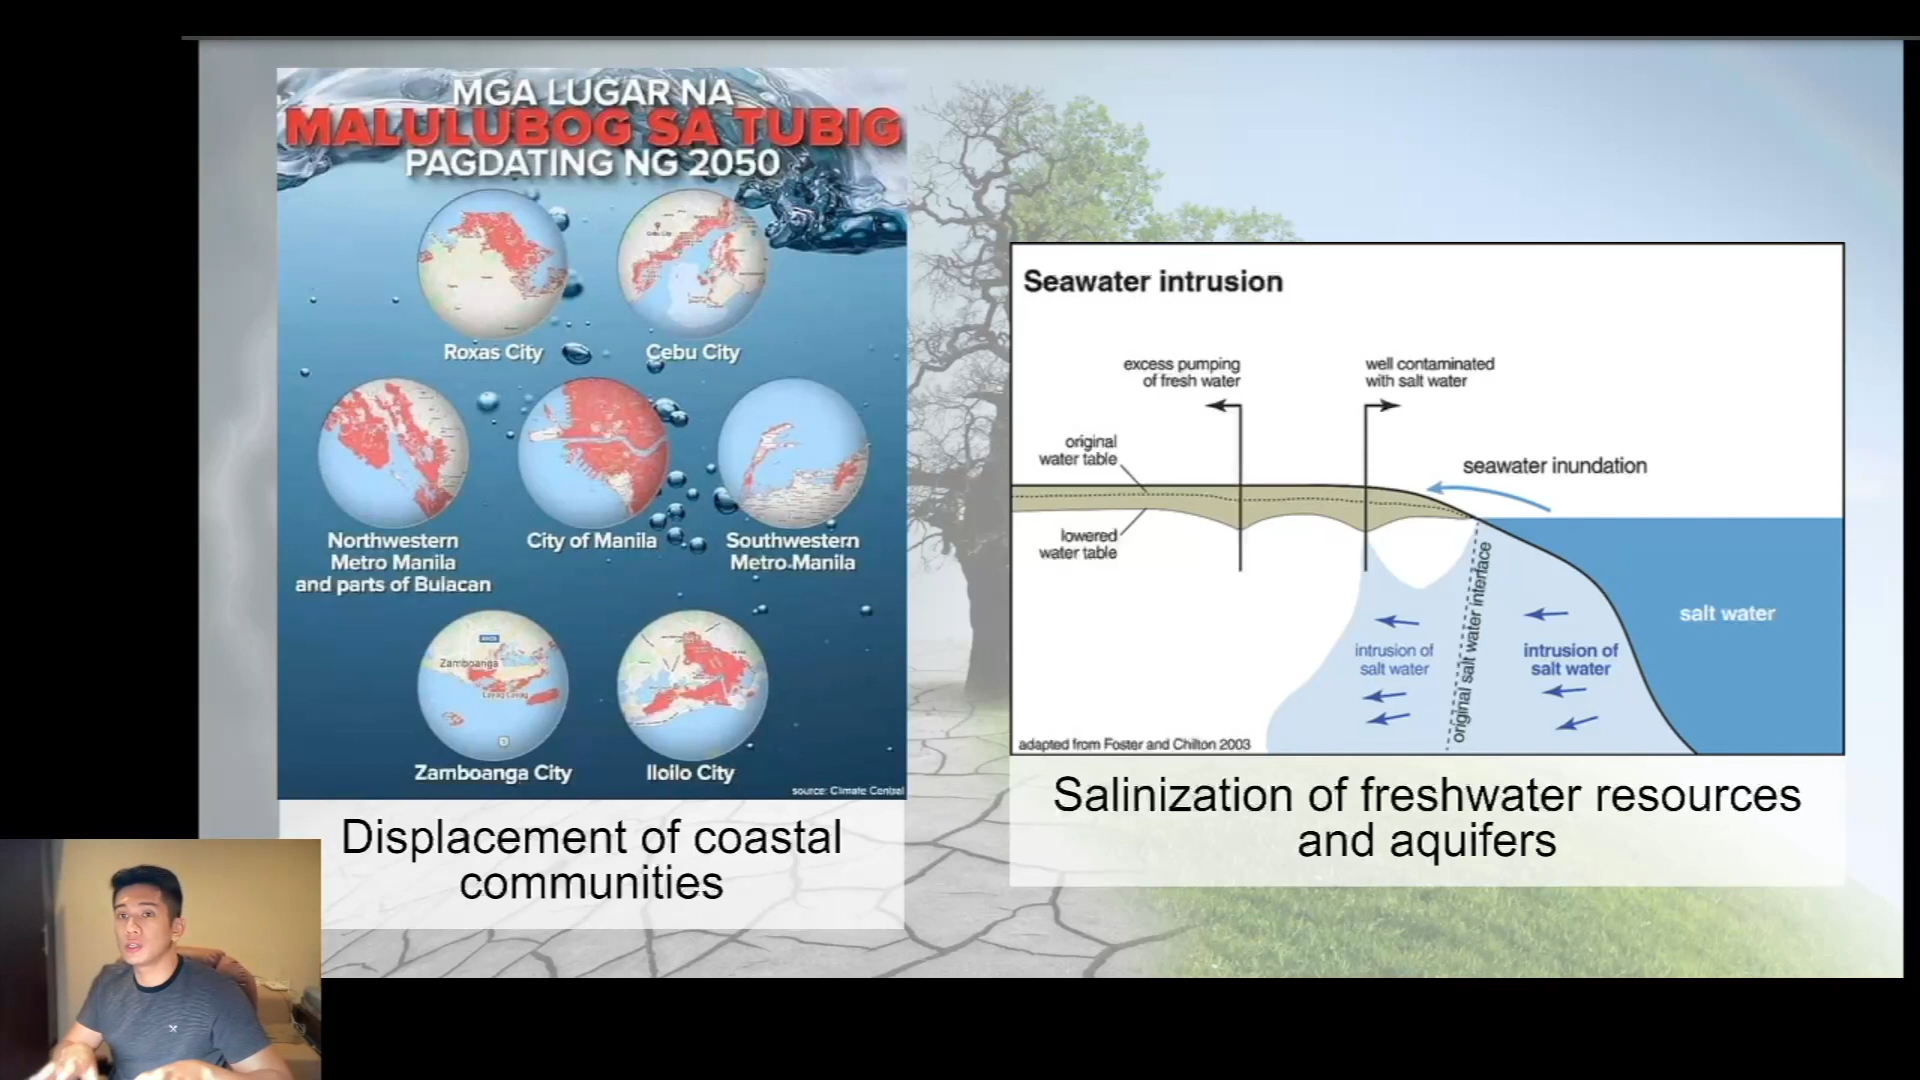 MGA LUGAR NA
MALULUBOG SA TUBIG
PAGDATING NG 2050
Roxas City
Cebu City
Northwestern
Metro Manila
and parts of Bulacan
City of Manila
Southwestern
Metro Manila
Zamboanga
Zamboanga City
Iloilo City
source: Climate Central
Displacement of coastal
communities
Seawater intrusion
excess pumping
of fresh water
well contaminated
with salt water
original
water table
seawater inundation
lowered
water table
original salt water interface
salt water
intrusion of
salt water
intrusion of
salt water
adapted from Foster and Chilton 2003
Salinization of freshwater resources
and aquifers